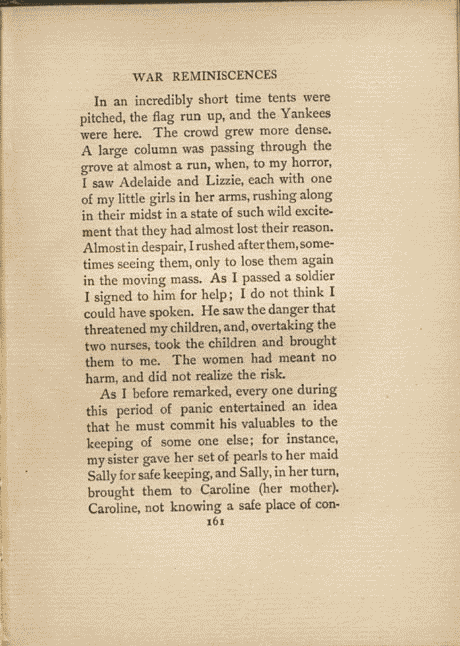 WAR REMINISCENCES
In an incredibly short time tents were
pitched, the flag run up, and the Yankees
were here. The crowd grew more dense.
A large column was passing through the
grove at almost a run, when, to my horror,
I saw Adelaide and Lizzie, each with one
of my little girls in her arms, rushing along
in their midst in a state of such wild excite-
ment that they had almost lost their reason.
Almost in despair, I rushed after them, some-
times seeing them, only to lose them again
in the moving mass. As I passed a soldier
I signed to him for help; I do not think I
could have spoken. He saw the danger that
threatened my children, and, overtaking the
two nurses, took the children and brought
them to me. The women had meant no
harm, and did not realize the risk.
As I before remarked, every one during
this period of panic entertained an idea
that he must commit his valuables to the
keeping of some one else; for instance,
my sister gave her set of pearls to her maid
Sally for safe keeping, and Sally, in her turn,
brought them to Caroline (her mother).
Caroline, not knowing a safe place of con-
161